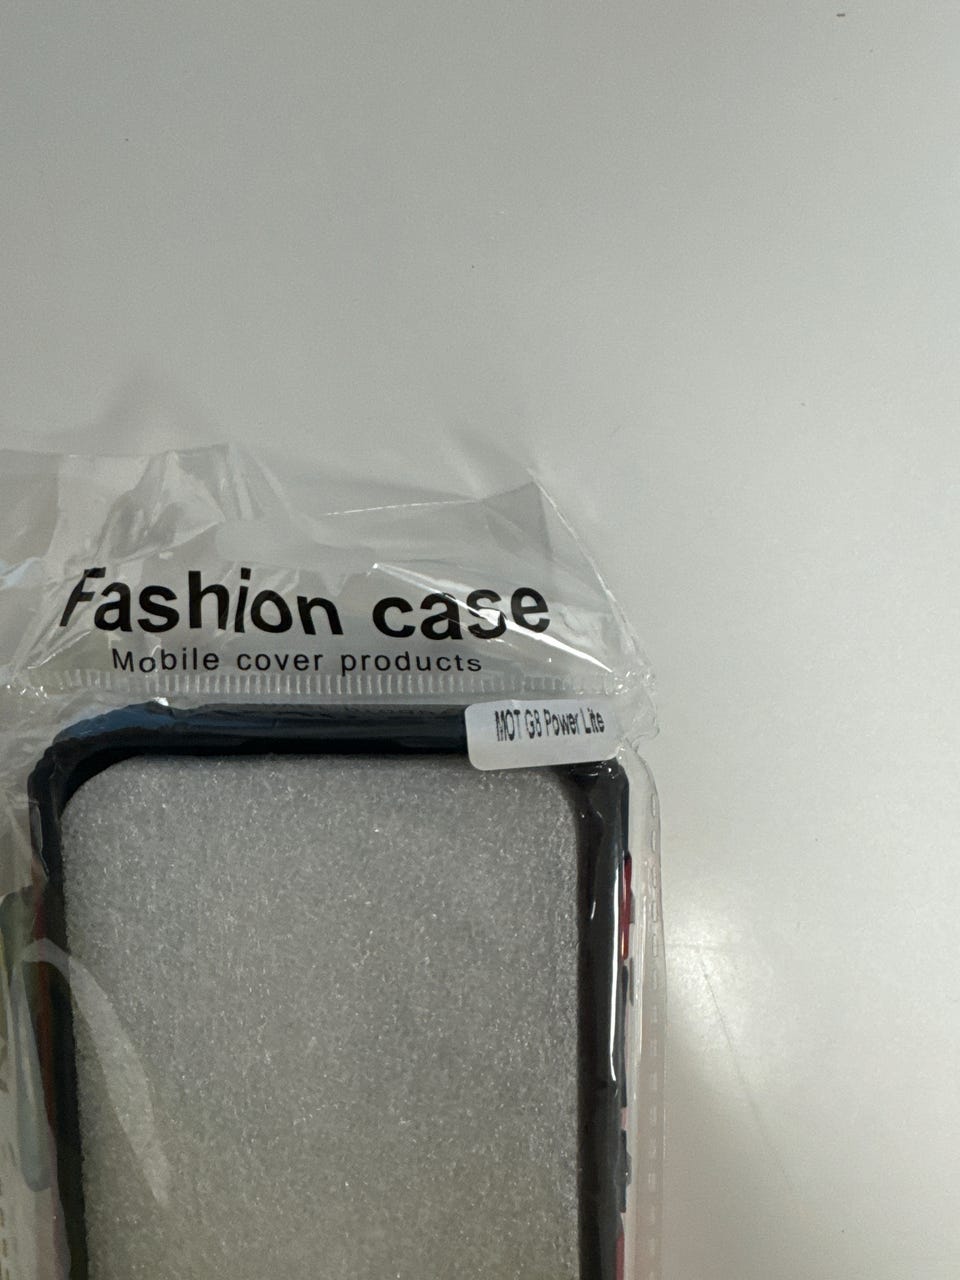 Fashion case
Mobile cover products
MOT G8 Power Lite